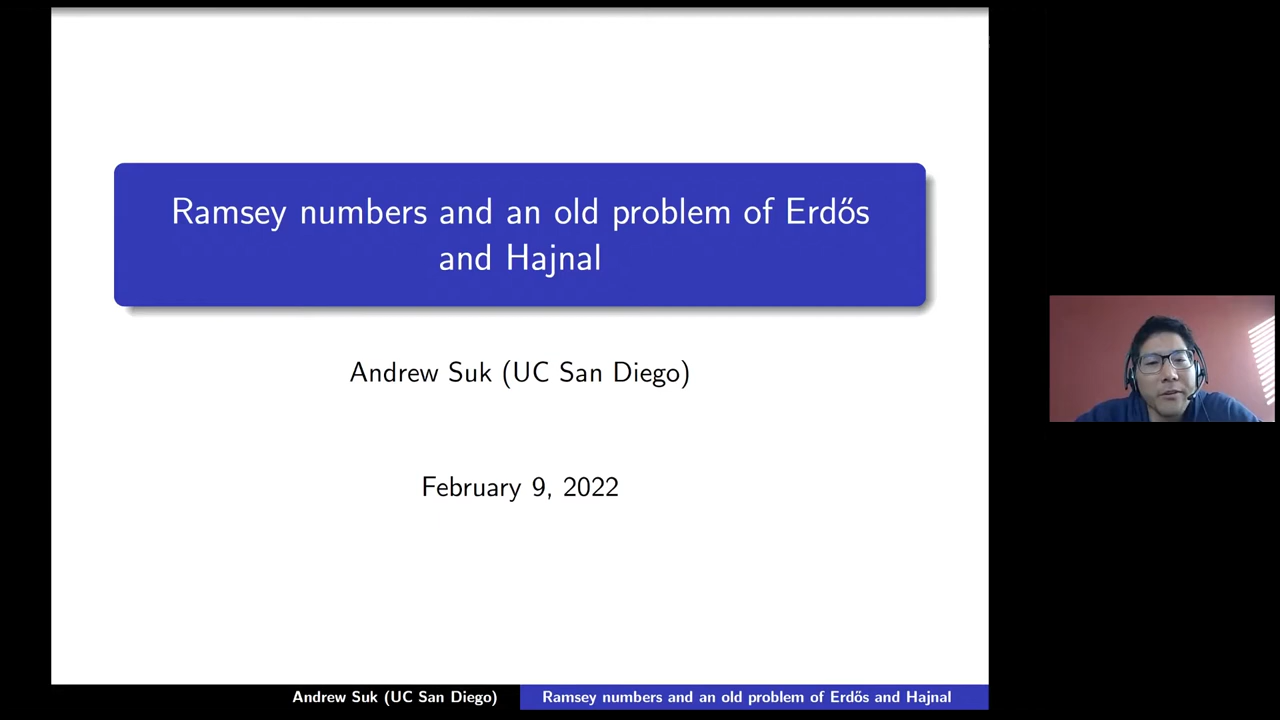 Ramsey numbers and an old problem of Erdős
and Hajnal
Andrew Suk (UC San Diego)
February 9, 2022
Andrew Suk (UC San Diego)
Ramsey numbers and an old problem of Erdős and Hajnal